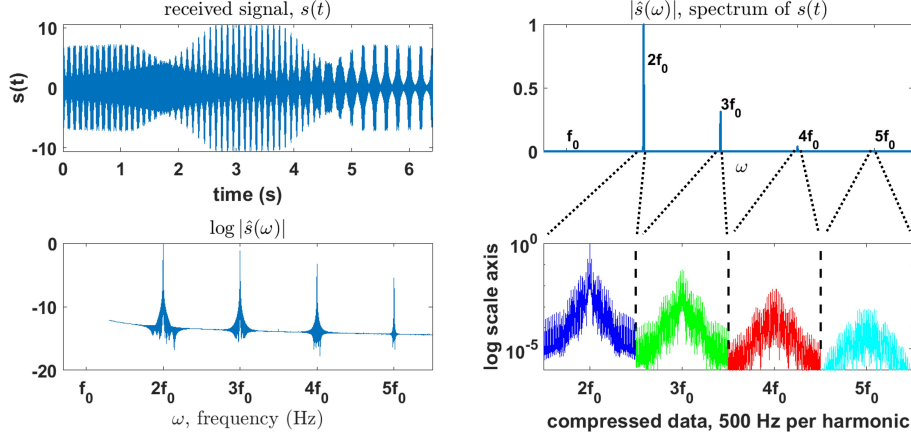 received signal, s(t)
10
0
-10
s(t)
0 1 2 3 4 5 6
time (s)
|ŝ(ω)|, spectrum of s(t)
1
0.5
0
f₀
2f₀
3f₀
4f₀
5f₀
ω
log |ŝ(ω)|
0
-10
-20
f₀ 2f₀ 3f₀ 4f₀ 5f₀
ω, frequency (Hz)
log scale axis
10⁰
10⁻⁵
2f₀ 3f₀ 4f₀ 5f₀
compressed data, 500 Hz per harmonic